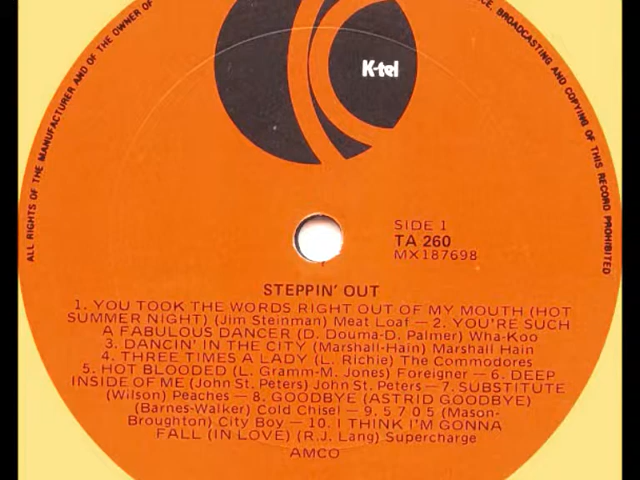 ALL RIGHTS OF THE MANUFACTURER AND OF THE OWNER OF
CE, BROADCASTING AND COPYING OF THIS RECORD PROHIBITED
K-tel
SIDE 1
TA 260
MX187698
STEPPIN' OUT
1. YOU TOOK THE WORDS RIGHT OUT OF MY MOUTH (HOT
SUMMER NIGHT) (Jim Steinman) Meat Loaf — 2. YOU'RE SUCH
A FABULOUS DANCER (D. Douma-D. Palmer) Wha-Koo
3. DANCIN' IN THE CITY (Marshall-Hain) Marshall Hain
4. THREE TIMES A LADY (L. Richie) The Commodores
5. HOT BLOODED (L. Gramm-M. Jones) Foreigner — 6. DEEP
INSIDE OF ME (John St. Peters) John St. Peters — 7. SUBSTITUTE
(Wilson) Peaches — 8. GOODBYE (ASTRID GOODBYE)
(Barnes-Walker) Cold Chisel — 9. 5 7 0 5 (Mason-
Broughton) City Boy — 10. I THINK I'M GONNA
FALL (IN LOVE) (R.J. Lang) Supercharge
AMCO